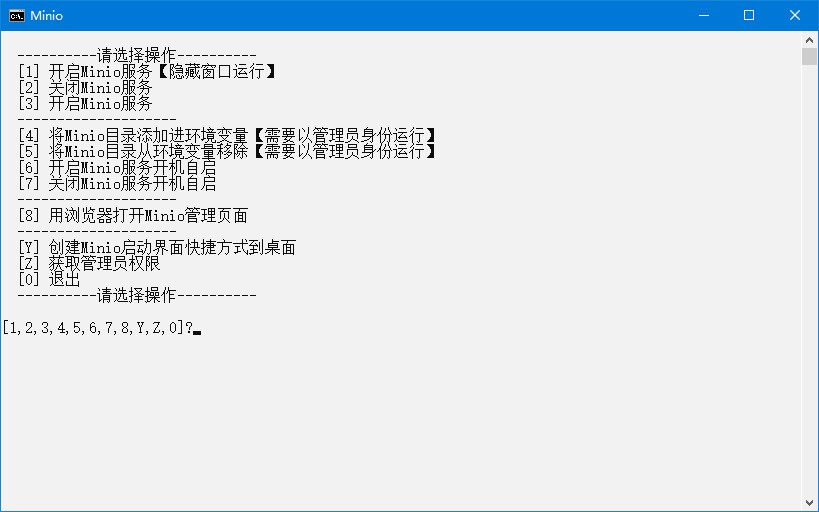 Minio
----------请选择操作----------
[1] 开启Minio服务【隐藏窗口运行】
[2] 关闭Minio服务
[3] 开启Minio服务
--------------------
[4] 将Minio目录添加进环境变量【需要以管理员身份运行】
[5] 将Minio目录从环境变量移除【需要以管理员身份运行】
[6] 开启Minio服务开机自启
[7] 关闭Minio服务开机自启
--------------------
[8] 用浏览器打开Minio管理页面
--------------------
[Y] 创建Minio启动界面快捷方式到桌面
[Z] 获取管理员权限
[0] 退出
----------请选择操作----------
[1,2,3,4,5,6,7,8,Y,Z,0]?